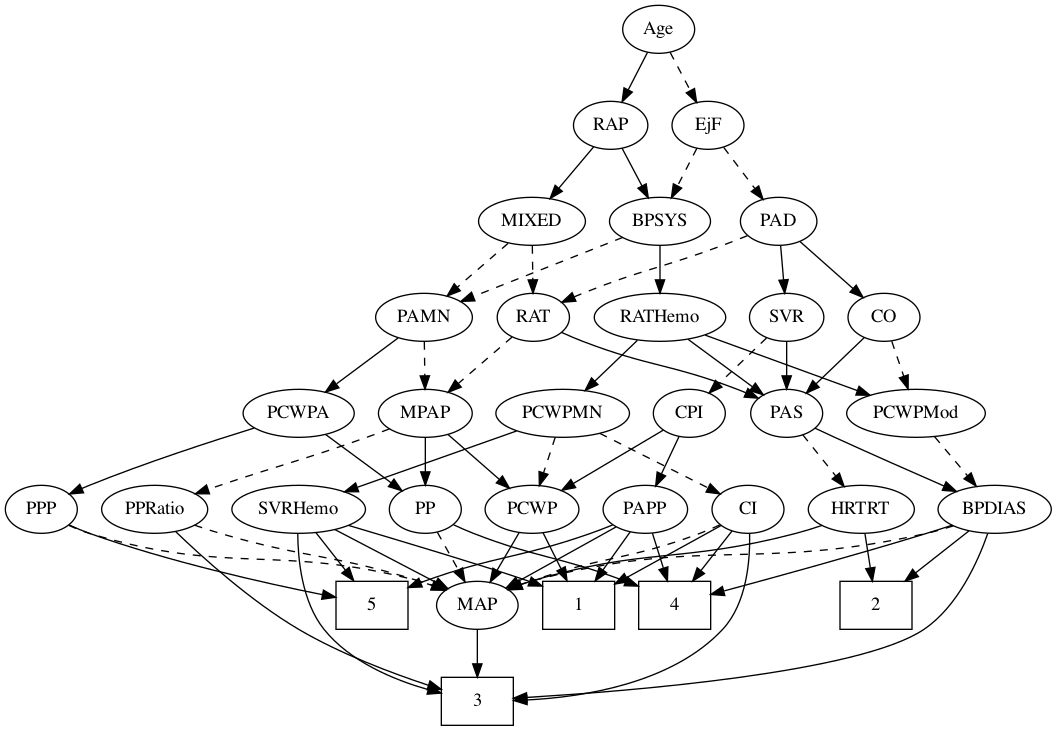 Age
RAP
EjF
MIXED
BPSYS
PAD
PAMN
RAT
RATHemo
SVR
CO
PCWPA
MPAP
PCWPMN
CPI
PAS
PCWPMod
PPP
PPRatio
SVRHemo
PP
PCWP
PAPP
CI
HRTRT
BPDIAS
5
MAP
1
4
2
3